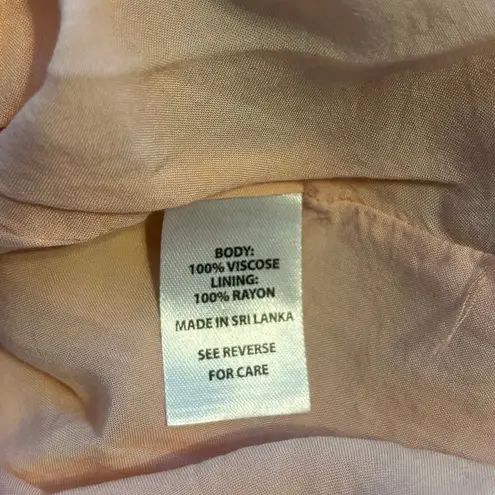 BODY:
100% VISCOSE
LINING:
100% RAYON
MADE IN SRI LANKA
SEE REVERSE
FOR CARE